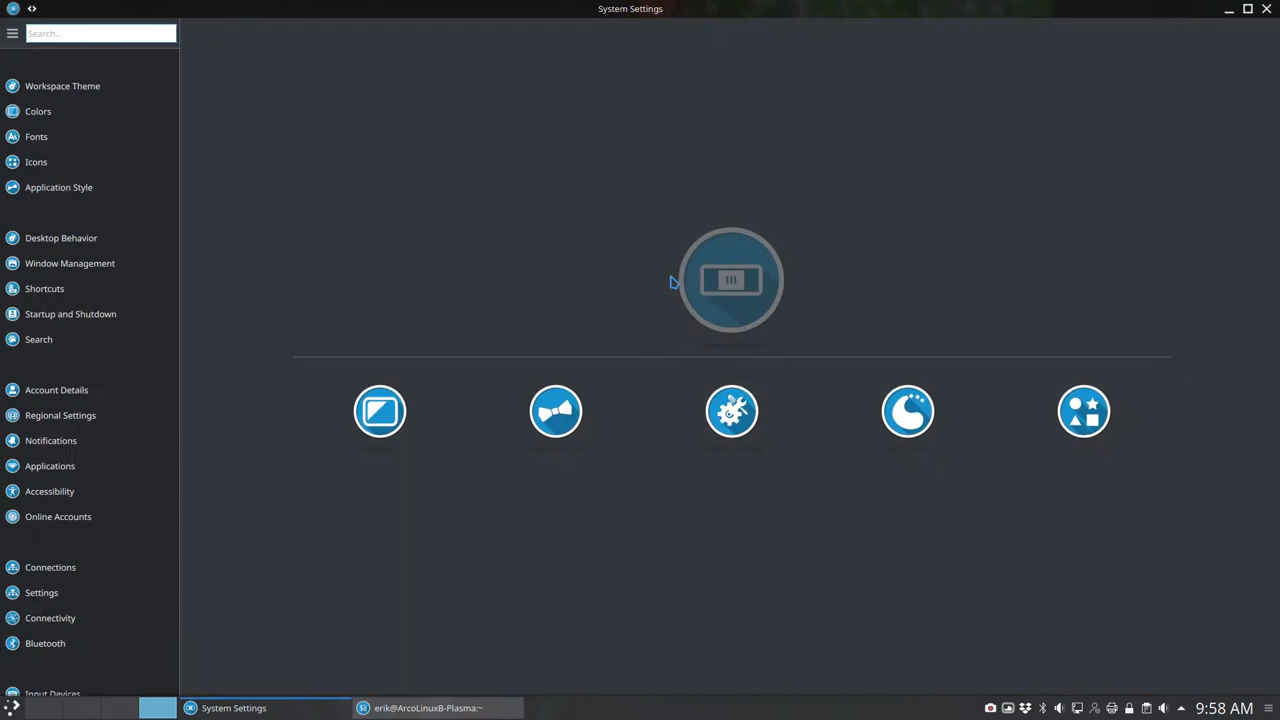 System Settings
Search...
Workspace Theme
Colors
Fonts
Icons
Application Style
Desktop Behavior
Window Management
Shortcuts
Startup and Shutdown
Search
Account Details
Regional Settings
Notifications
Applications
Accessibility
Online Accounts
Connections
Settings
Connectivity
Bluetooth
Input Devices
System Settings
erik@ArcoLinuxB-Plasma:~
9:58 AM